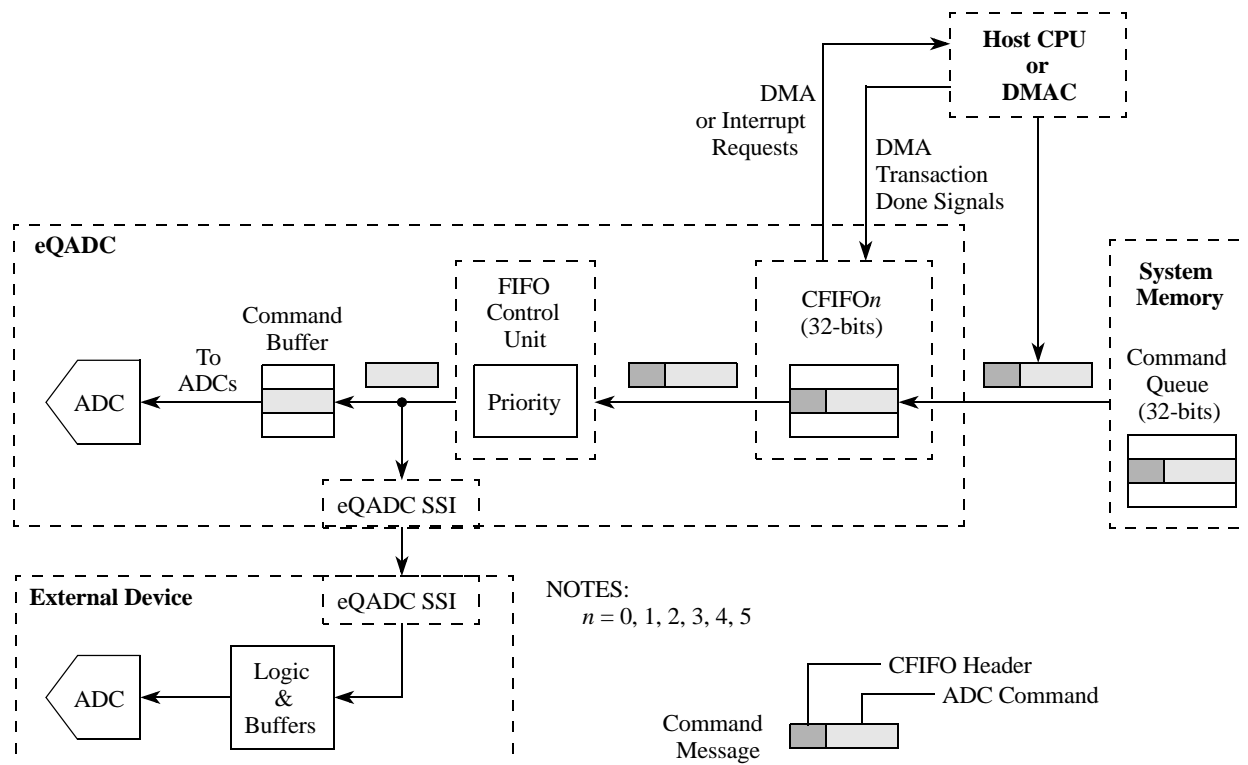 Host CPU
or
DMAC
DMA
or Interrupt
Requests
DMA
Transaction
Done Signals
eQADC
System
Memory
FIFO
Control
Unit
CFIFOn
(32-bits)
Command
Buffer
To
ADCs
Command
Queue
(32-bits)
ADC
Priority
eQADC SSI
External Device
eQADC SSI
NOTES:
n = 0, 1, 2, 3, 4, 5
Logic
&
Buffers
ADC
CFIFO Header
ADC Command
Command
Message